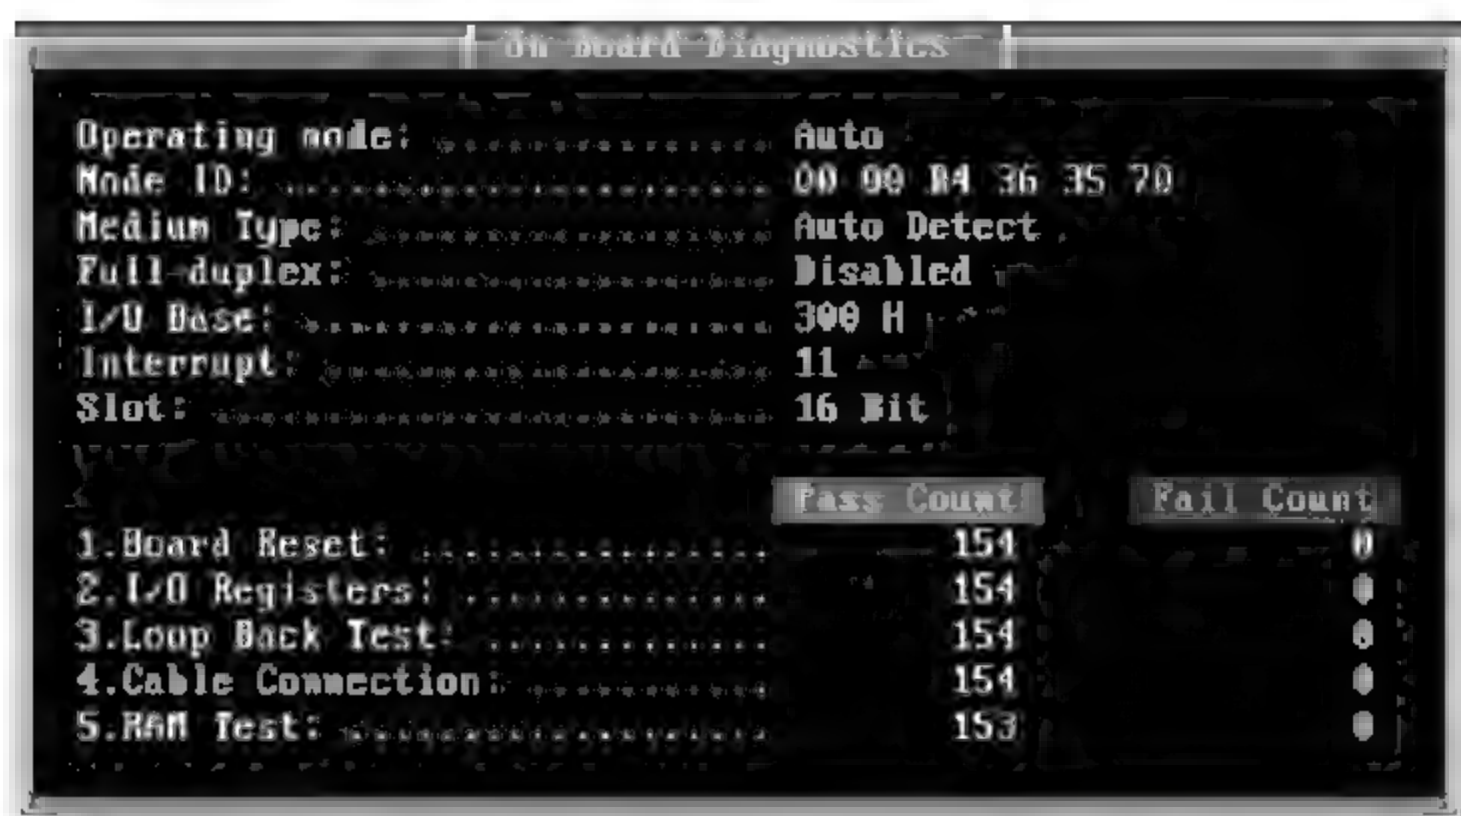 On Board Diagnostics
Operating mode: Auto
Node ID: 00 00 B4 36 35 70
Medium Type: Auto Detect
Full-duplex: Disabled
I/O Base: 300 H
Interrupt: 11
Slot: 16 Bit
Pass Count Fail Count
1.Board Reset: 154 0
2.I/O Registers: 154 0
3.Loop Back Test: 154 0
4.Cable Connection: 154 0
5.RAM Test: 153 0